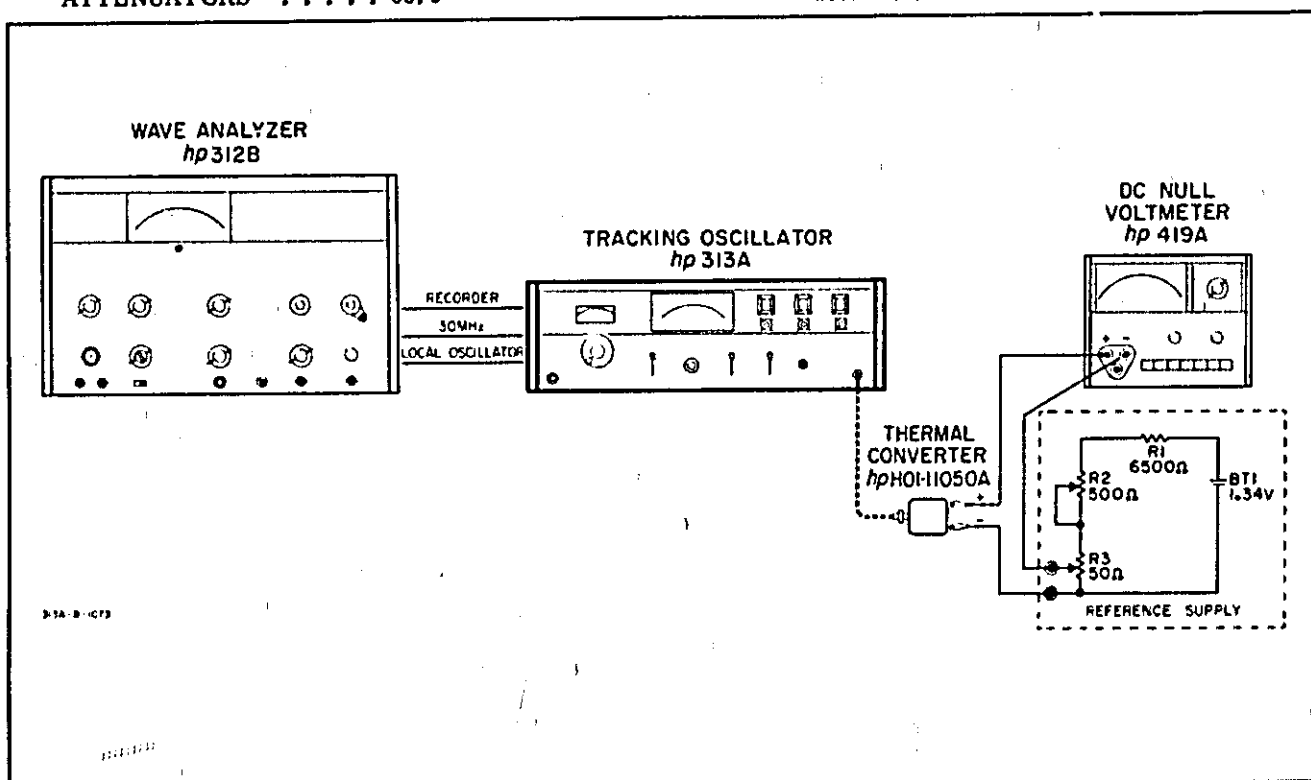 ATTENUATORS . . . . .
WAVE ANALYZER
hp 312B
TRACKING OSCILLATOR
hp 313A
DC NULL
VOLTMETER
hp 419A
RECORDER
30MHz
LOCAL OSCILLATOR
+ -
THERMAL
CONVERTER
hp H01-11050A
+
-
R1
6500Ω
R2
500Ω
BT1
1.34V
R3
50Ω
REFERENCE SUPPLY